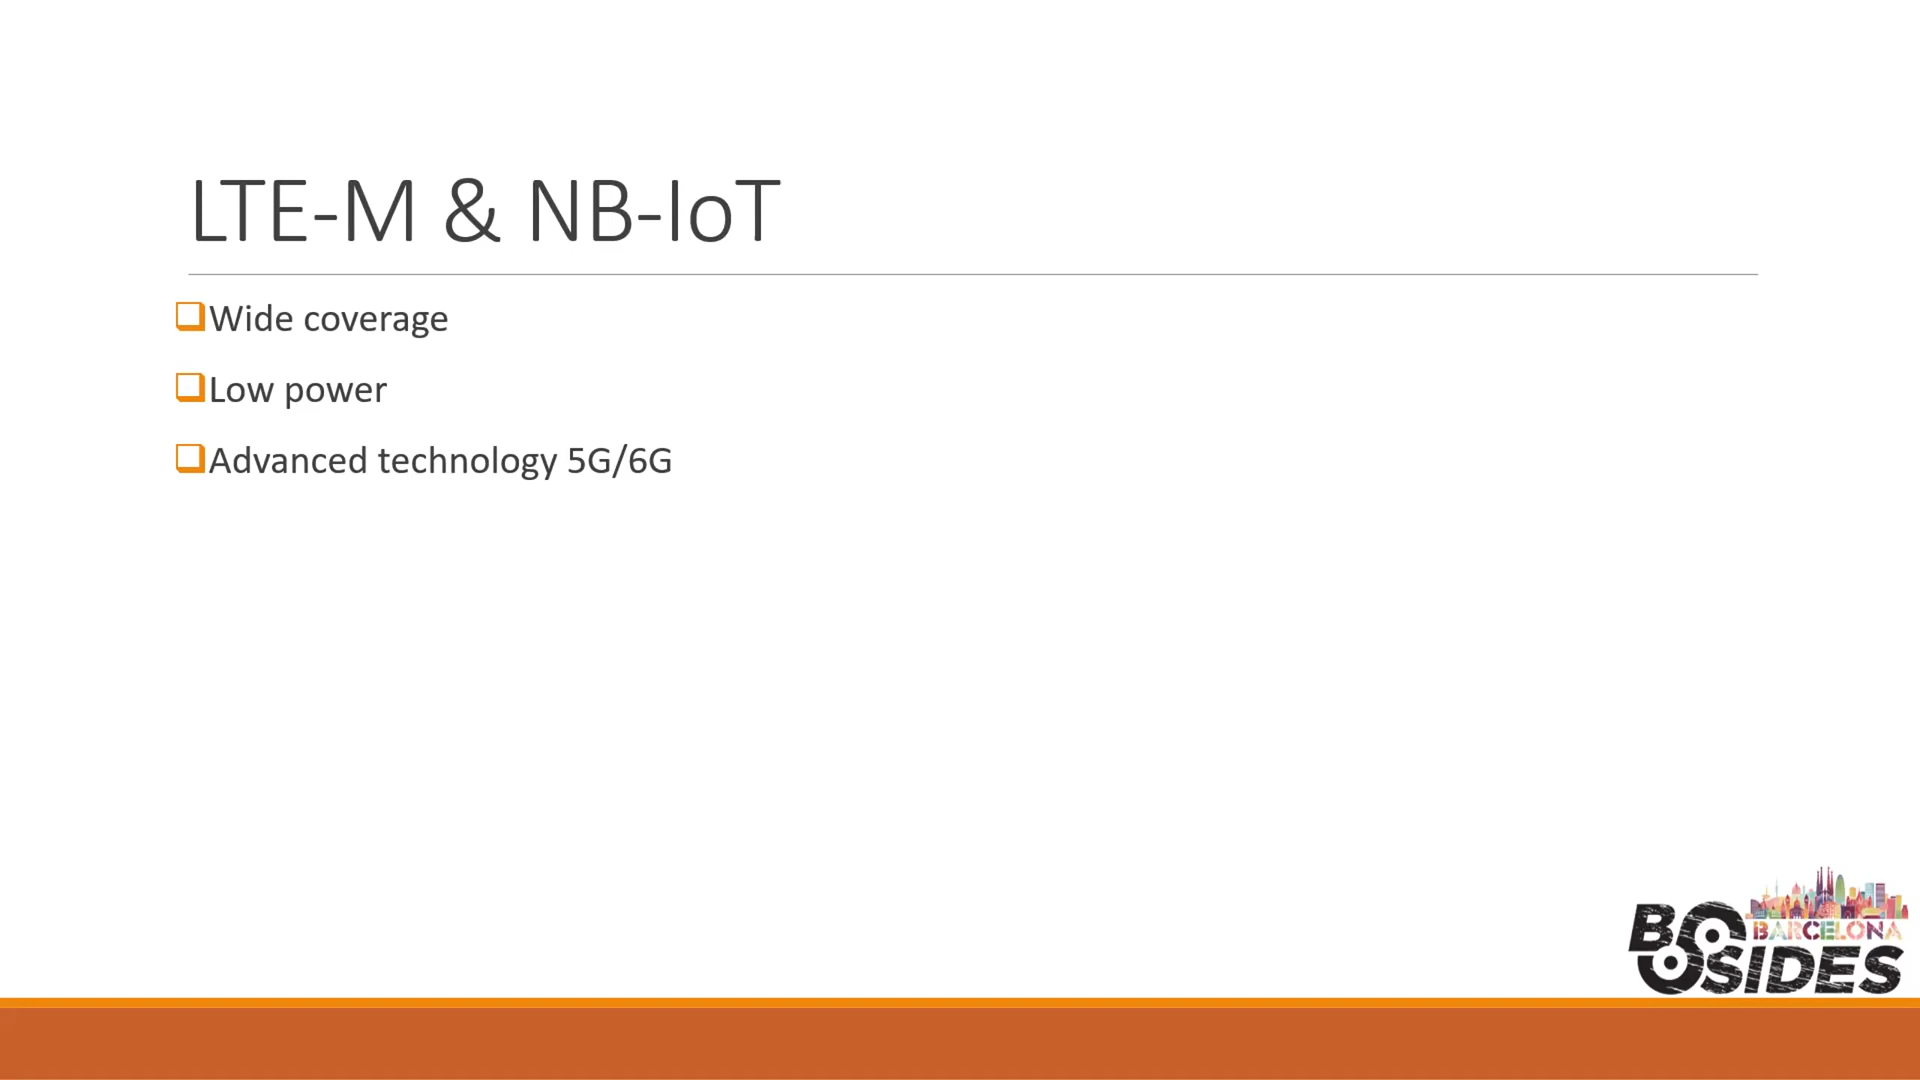 LTE-M & NB-IoT
Wide coverage
Low power
Advanced technology 5G/6G
BARCELONA
BSIDES